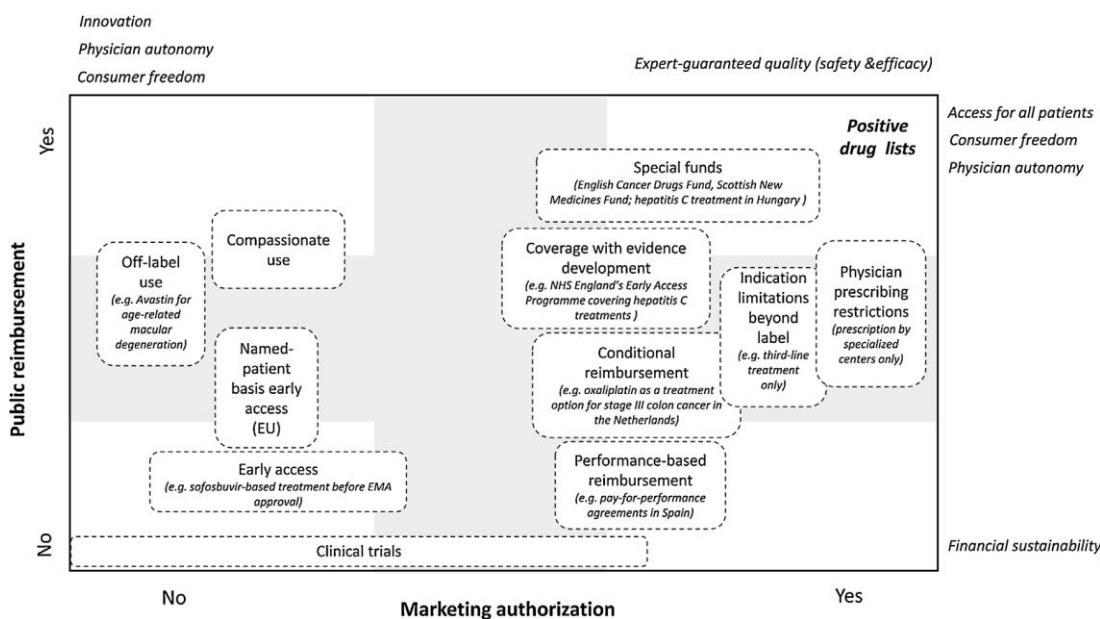 Innovation
Physician autonomy
Consumer freedom
Expert-guaranteed quality (safety &efficacy)
Access for all patients
Consumer freedom
Physician autonomy
Financial sustainability
Public reimbursement
Yes
No
Positive
drug lists
Special funds
(English Cancer Drugs Fund, Scottish New
Medicines Fund; hepatitis C treatment in Hungary )
Compassionate
use
Off-label
use
(e.g. Avastin for
age-related
macular
degeneration)
Coverage with evidence
development
(e.g. NHS England's Early Access
Programme covering hepatitis C
treatments )
Indication
limitations
beyond
label
(e.g. third-line
treatment
only)
Physician
prescribing
restrictions
(prescription by
specialized
centers only)
Named-
patient
basis early
access
(EU)
Conditional
reimbursement
(e.g. oxaliplatin as a treatment
option for stage III colon cancer in
the Netherlands)
Early access
(e.g. sofosbuvir-based treatment before EMA
approval)
Performance-based
reimbursement
(e.g. pay-for-performance
agreements in Spain)
Clinical trials
No
Marketing authorization
Yes